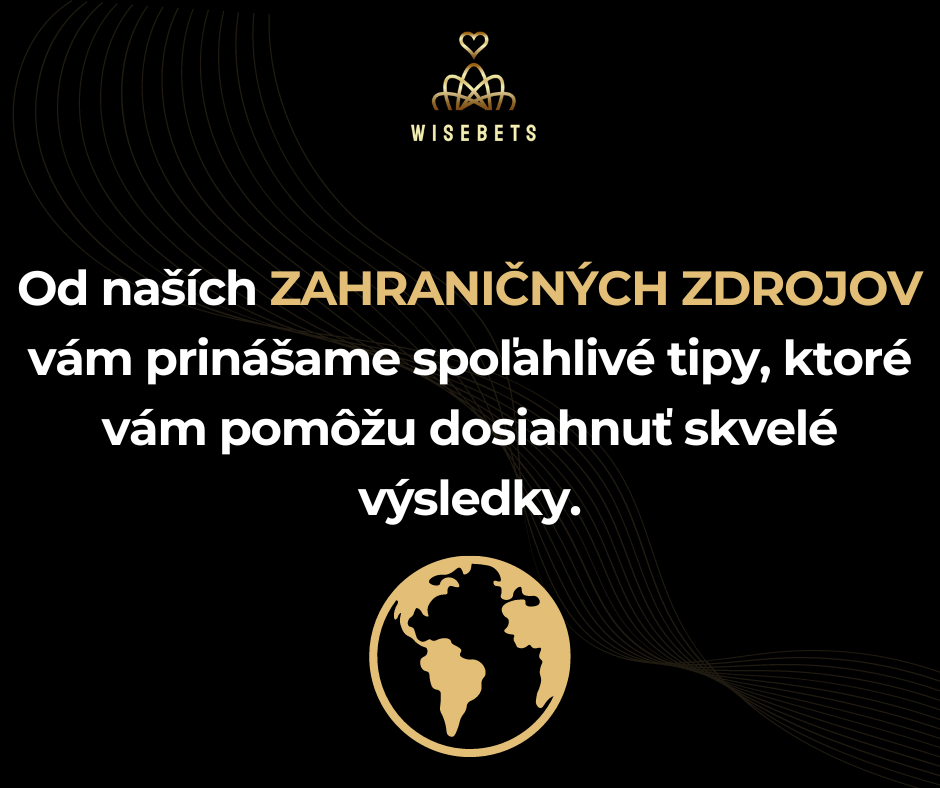 WISEBETS
Od naších ZAHRANIČNÝCH ZDROJOV
vám prinášame spoľahlivé tipy, ktoré
vám pomôžu dosiahnuť skvelé
výsledky.